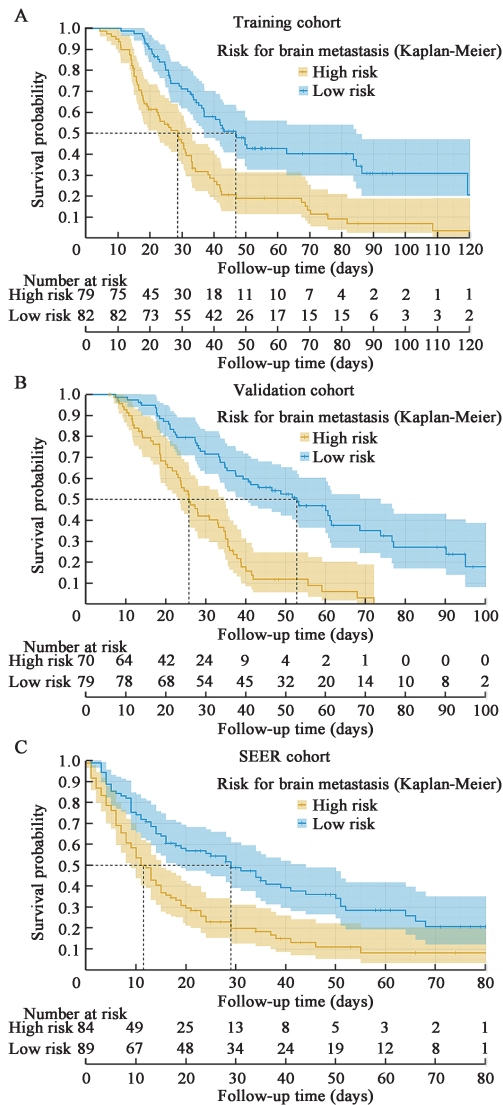 A
Training cohort
Risk for brain metastasis (Kaplan-Meier)
High risk
Low risk
Survival probability
1.0
0.9
0.8
0.7
0.6
0.5
0.4
0.3
0.2
0.1
0 10 20 30 40 50 60 70 80 90 100 110 120
Follow-up time (days)
Number at risk
High risk 79 75 45 30 18 11 10 7 4 2 2 1 1
Low risk 82 82 73 55 42 26 17 15 15 6 3 3 2
0 10 20 30 40 50 60 70 80 90 100 110 120
Follow-up time (days)
B
Validation cohort
Risk for brain metastasis (Kaplan-Meier)
High risk
Low risk
Survival probability
1.0
0.9
0.8
0.7
0.6
0.5
0.4
0.3
0.2
0.1
0 10 20 30 40 50 60 70 80 90 100
Follow-up time (days)
Number at risk
High risk 70 64 42 24 9 4 2 1 0 0 0
Low risk 79 78 68 54 45 32 20 14 10 8 2
0 10 20 30 40 50 60 70 80 90 100
Follow-up time (days)
C
SEER cohort
Risk for brain metastasis (Kaplan-Meier)
High risk
Low risk
Survival probability
1.0
0.9
0.8
0.7
0.6
0.5
0.4
0.3
0.2
0.1
0 10 20 30 40 50 60 70 80
Follow-up time (days)
Number at risk
High risk 84 49 25 13 8 5 3 2 1
Low risk 89 67 48 34 24 19 12 8 1
0 10 20 30 40 50 60 70 80
Follow-up time (days)